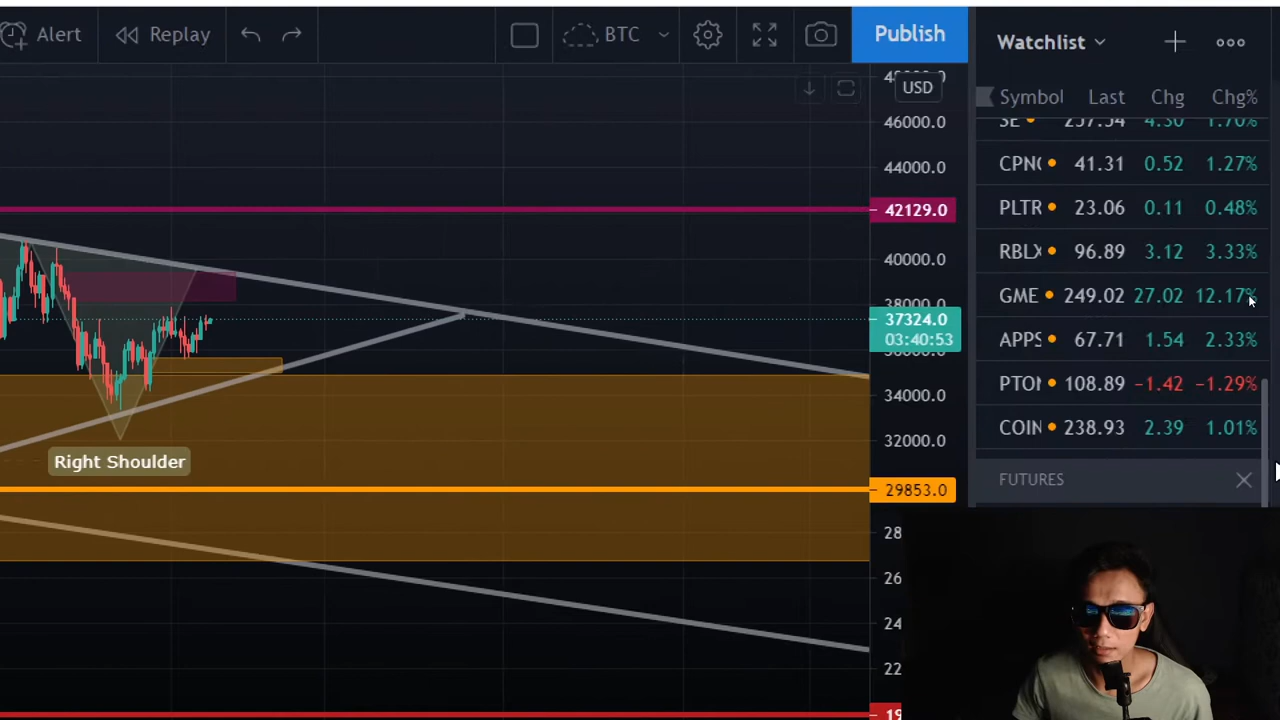 Alert Replay BTC Publish
48000.0
USD
46000.0
44000.0
42129.0
40000.0
38000.0
37324.0
03:40:53
36000.0
34000.0
32000.0
29853.0
28
26
24
22
19
Right Shoulder
Watchlist
Symbol Last Chg Chg%
SE 257.54 4.30 1.70%
CPNG 41.31 0.52 1.27%
PLTR 23.06 0.11 0.48%
RBLX 96.89 3.12 3.33%
GME 249.02 27.02 12.17%
APPS 67.71 1.54 2.33%
PTON 108.89 −1.42 −1.29%
COIN 238.93 2.39 1.01%
FUTURES